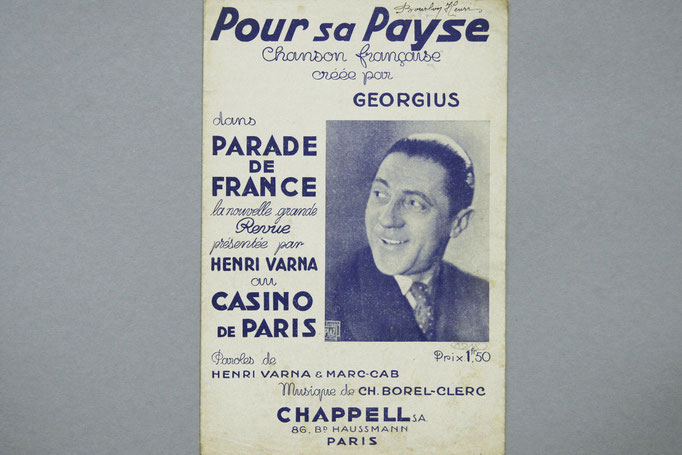 Pour sa Payse
Chanson française
créée par
GEORGIUS
dans
PARADE
DE
FRANCE
la nouvelle grande
Revue
présentée par
HENRI VARNA
au
CASINO
DE PARIS
Prix 1fr50
Paroles de
HENRI VARNA & MARC-CAB
Musique de CH. BOREL-CLERC
CHAPPELL S.A.
86, BD HAUSSMANN
PARIS